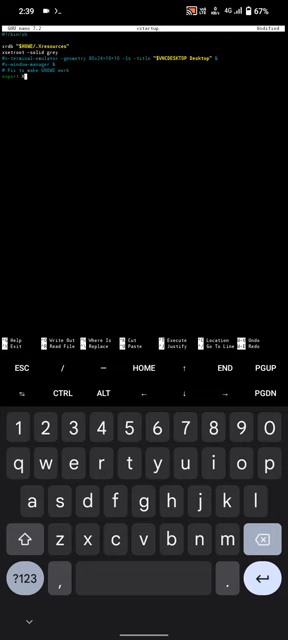 2:39
4G
67%
GNU nano 7.2 xstartup Modified
#!/bin/sh
xrdb "$HOME/.Xresources"
xsetroot -solid grey
#x-terminal-emulator -geometry 80x24+10+10 -ls -title "$VNCDESKTOP Desktop" &
#x-window-manager &
# Fix to make GNOME work
export X
^G Help ^O Write Out ^W Where Is ^K Cut ^T Execute ^C Location M-U Undo
^X Exit ^R Read File ^\ Replace ^U Paste ^J Justify ^/ Go To Line M-E Redo
ESC / — HOME ↑ END PGUP
CTRL ALT ← ↓ → PGDN
1 2 3 4 5 6 7 8 9 0
q w e r t y u i o p
a s d f g h j k l
z x c v b n m
?123 , .